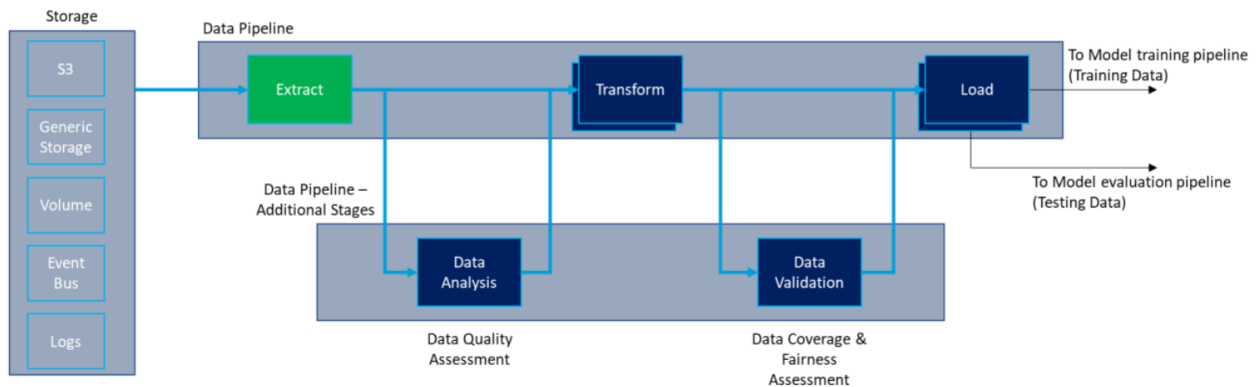 Storage
S3
Generic
Storage
Volume
Event
Bus
Logs
Data Pipeline
Extract
Transform
Load
To Model training pipeline
(Training Data)
To Model evaluation pipeline
(Testing Data)
Data Pipeline –
Additional Stages
Data
Analysis
Data
Validation
Data Quality
Assessment
Data Coverage &
Fairness
Assessment